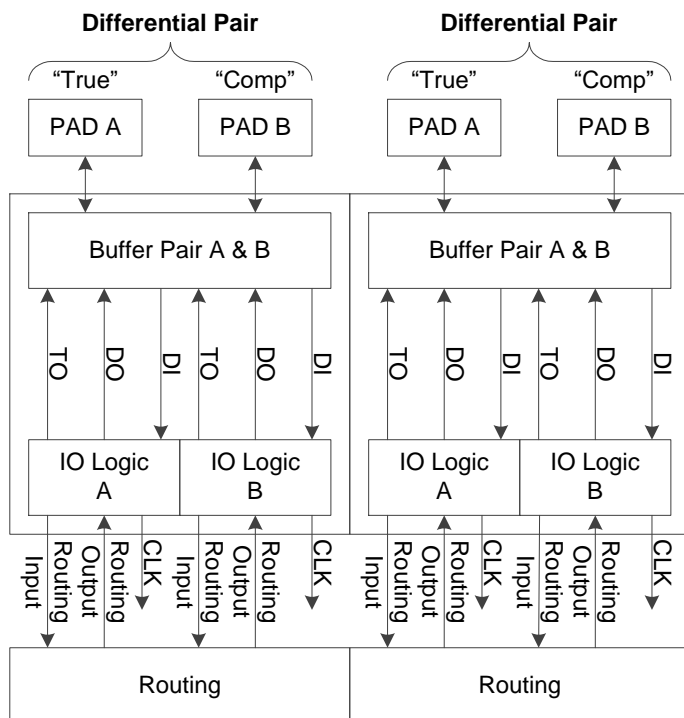 Differential Pair Differential Pair
“True” “Comp” “True” “Comp”
PAD A PAD B PAD A PAD B
Buffer Pair A & B Buffer Pair A & B
TO DO DI TO DO DI TO DO DI TO DO DI
IO Logic A IO Logic B IO Logic A IO Logic B
Routing Input Routing Output CLK Routing Input Routing Output CLK Routing Input Routing Output CLK Routing Input Routing Output CLK
Routing Routing